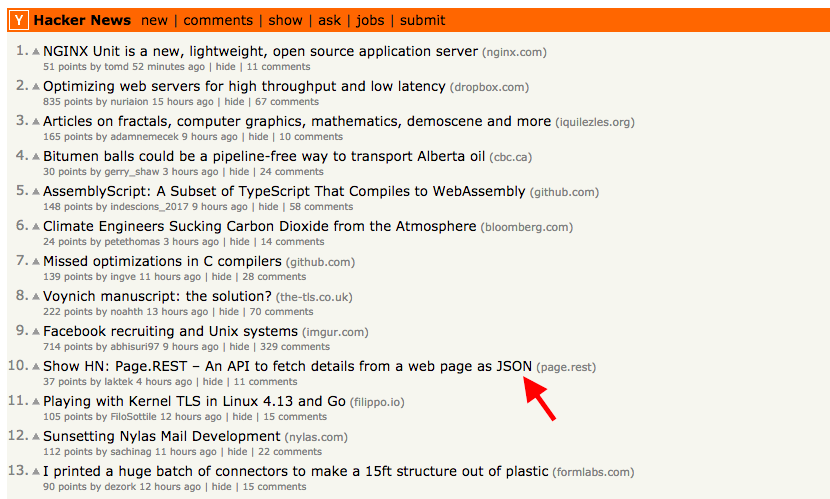 Y Hacker News new | comments | show | ask | jobs | submit
1. NGINX Unit is a new, lightweight, open source application server (nginx.com)
51 points by tomd 52 minutes ago | hide | 11 comments
2. Optimizing web servers for high throughput and low latency (dropbox.com)
835 points by nuriaion 15 hours ago | hide | 67 comments
3. Articles on fractals, computer graphics, mathematics, demoscene and more (iquilezles.org)
165 points by adamnemecek 9 hours ago | hide | 10 comments
4. Bitumen balls could be a pipeline-free way to transport Alberta oil (cbc.ca)
30 points by gerry_shaw 3 hours ago | hide | 24 comments
5. AssemblyScript: A Subset of TypeScript That Compiles to WebAssembly (github.com)
148 points by indescions_2017 9 hours ago | hide | 58 comments
6. Climate Engineers Sucking Carbon Dioxide from the Atmosphere (bloomberg.com)
24 points by petethomas 3 hours ago | hide | 14 comments
7. Missed optimizations in C compilers (github.com)
139 points by ingve 11 hours ago | hide | 28 comments
8. Voynich manuscript: the solution? (the-tls.co.uk)
222 points by noahth 13 hours ago | hide | 70 comments
9. Facebook recruiting and Unix systems (imgur.com)
714 points by abhisuri97 9 hours ago | hide | 329 comments
10. Show HN: Page.REST – An API to fetch details from a web page as JSON (page.rest)
37 points by laktek 4 hours ago | hide | 11 comments
11. Playing with Kernel TLS in Linux 4.13 and Go (filippo.io)
105 points by FiloSottile 12 hours ago | hide | 15 comments
12. Sunsetting Nylas Mail Development (nylas.com)
112 points by sachinag 11 hours ago | hide | 22 comments
13. I printed a huge batch of connectors to make a 15ft structure out of plastic (formlabs.com)
90 points by dezork 12 hours ago | hide | 15 comments